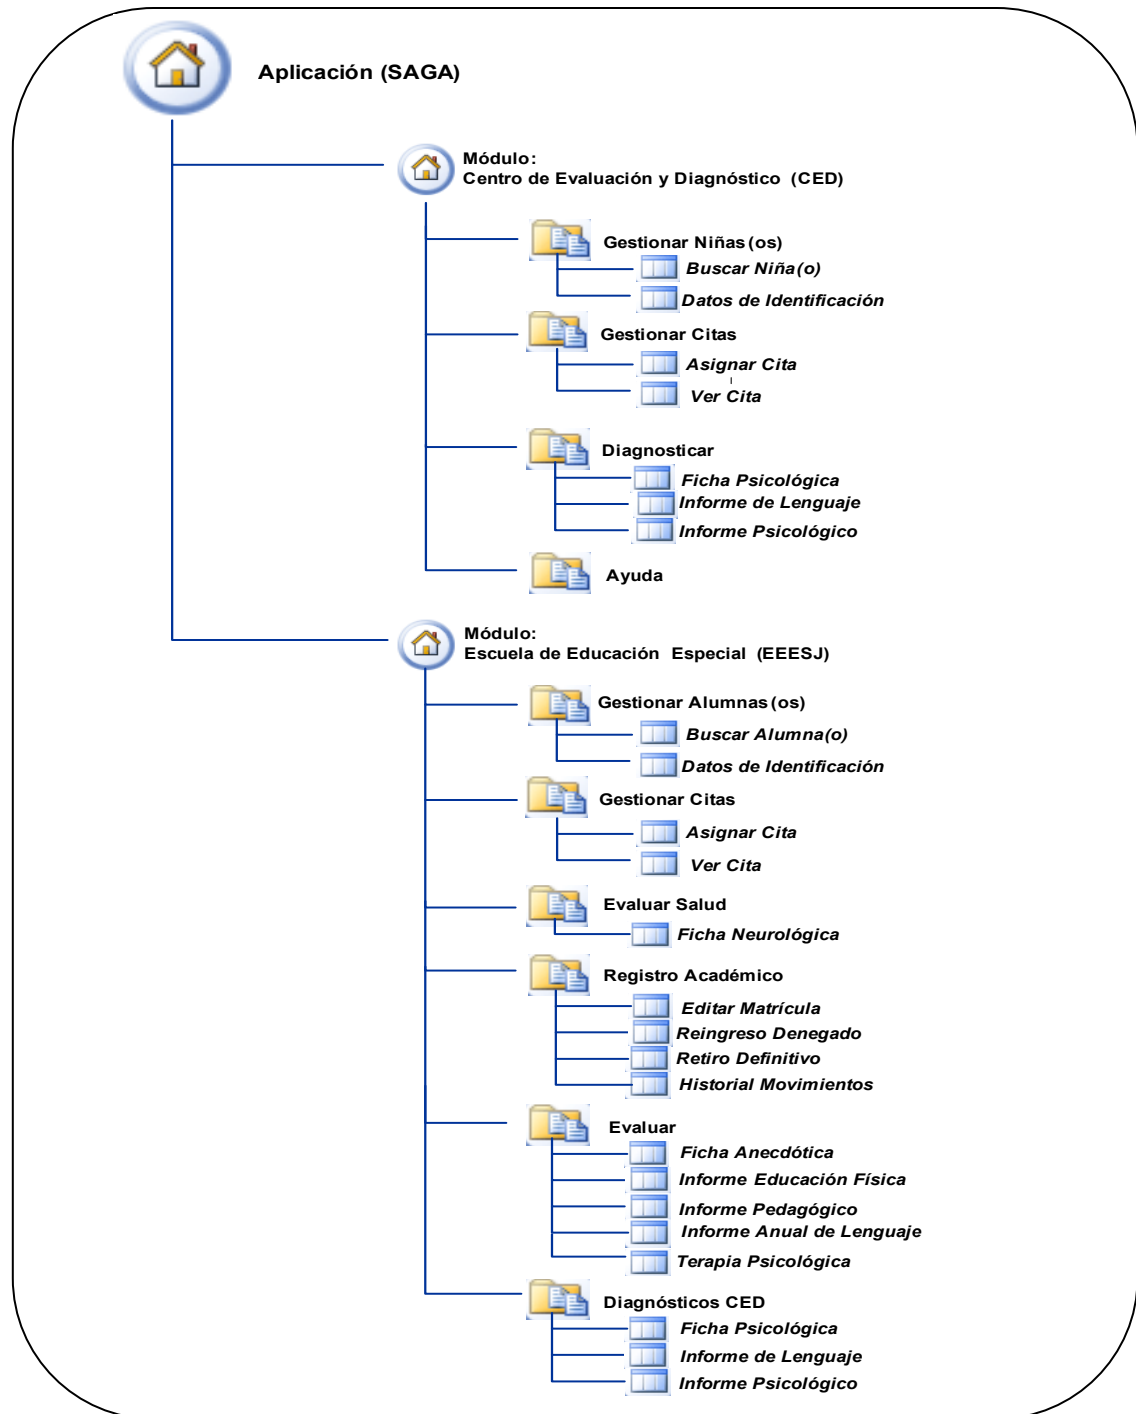 Aplicación (SAGA)
Módulo:
Centro de Evaluación y Diagnóstico (CED)
Gestionar Niñas(os)
Buscar Niña(o)
Datos de Identificación
Gestionar Citas
Asignar Cita
Ver Cita
Diagnosticar
Ficha Psicológica
Informe de Lenguaje
Informe Psicológico
Ayuda
Módulo:
Escuela de Educación Especial (EEESJ)
Gestionar Alumnas(os)
Buscar Alumna(o)
Datos de Identificación
Gestionar Citas
Asignar Cita
Ver Cita
Evaluar Salud
Ficha Neurológica
Registro Académico
Editar Matrícula
Reingreso Denegado
Retiro Definitivo
Historial Movimientos
Evaluar
Ficha Anecdótica
Informe Educación Física
Informe Pedagógico
Informe Anual de Lenguaje
Terapia Psicológica
Diagnósticos CED
Ficha Psicológica
Informe de Lenguaje
Informe Psicológico